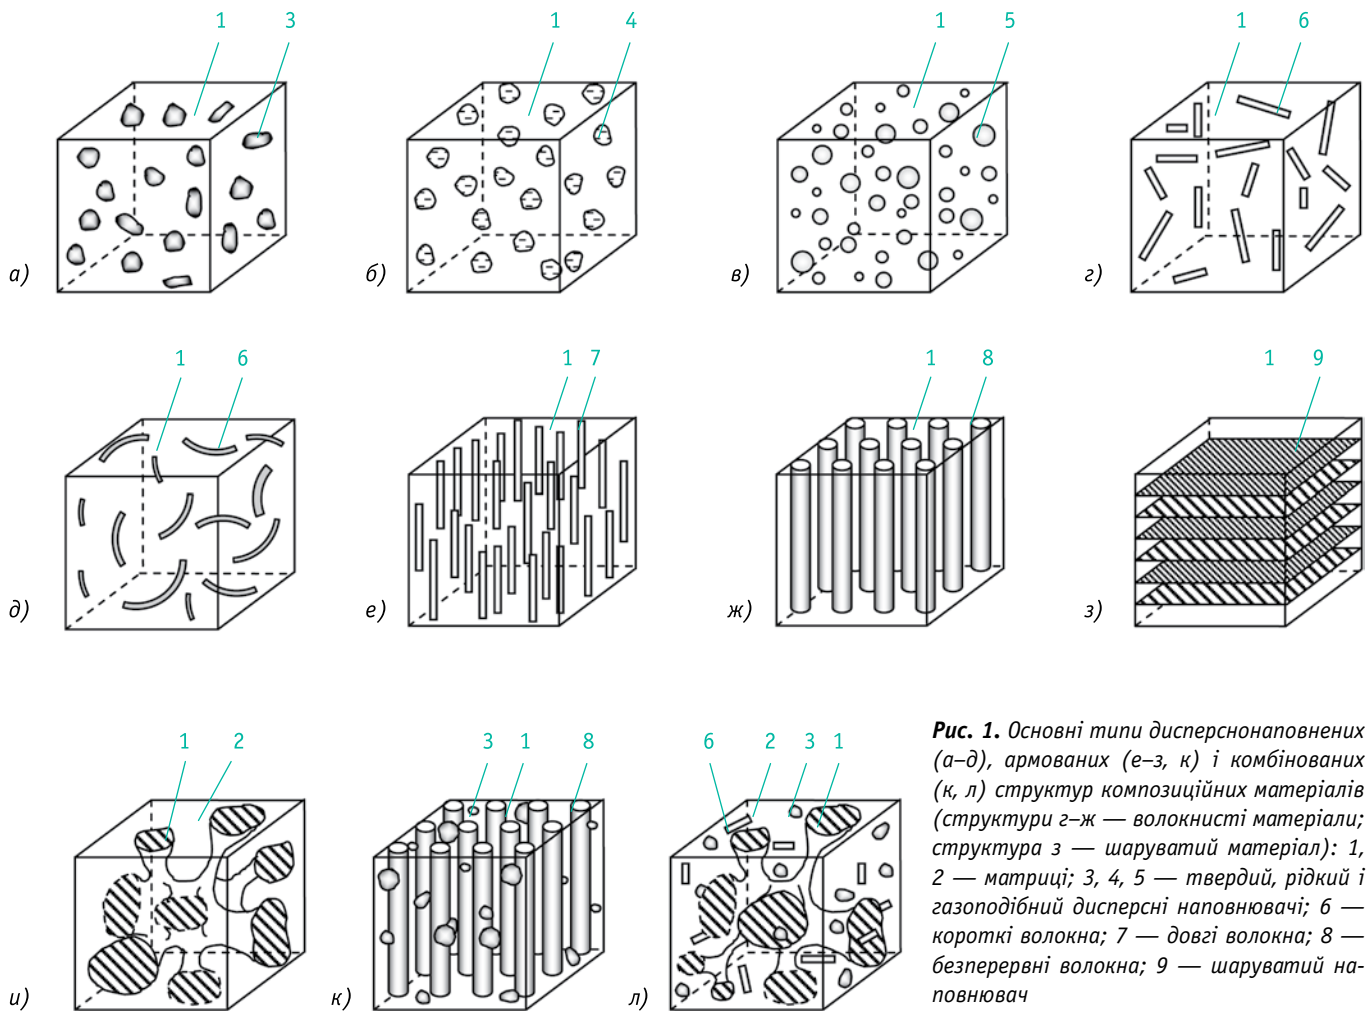 1 3 1 4 1 5 1 6
а) б) в) г)
1 6 1 7 1 8 1 9
д) е) ж) з)
1 2 3 1 8 6 2 3 1
и) к) л)
Рис. 1. Основні типи дисперснонаповнених
(а–д), армованих (е–з, к) і комбінованих
(к, л) структур композиційних матеріалів
(структури г–ж — волокнисті матеріали;
структура з — шаруватий матеріал): 1,
2 — матриці; 3, 4, 5 — твердий, рідкий і
газоподібний дисперсні наповнювачі; 6 —
короткі волокна; 7 — довгі волокна; 8 —
безперервні волокна; 9 — шаруватий на-
повнювач